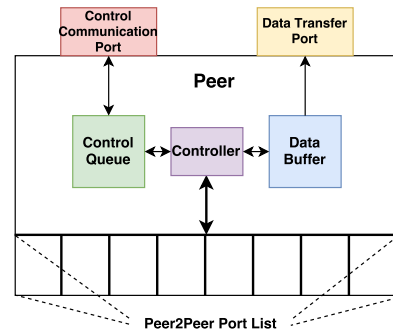 Control
Communication
Port
Data Transfer
Port
Peer
Control
Queue
Controller
Data
Buffer
Peer2Peer Port List